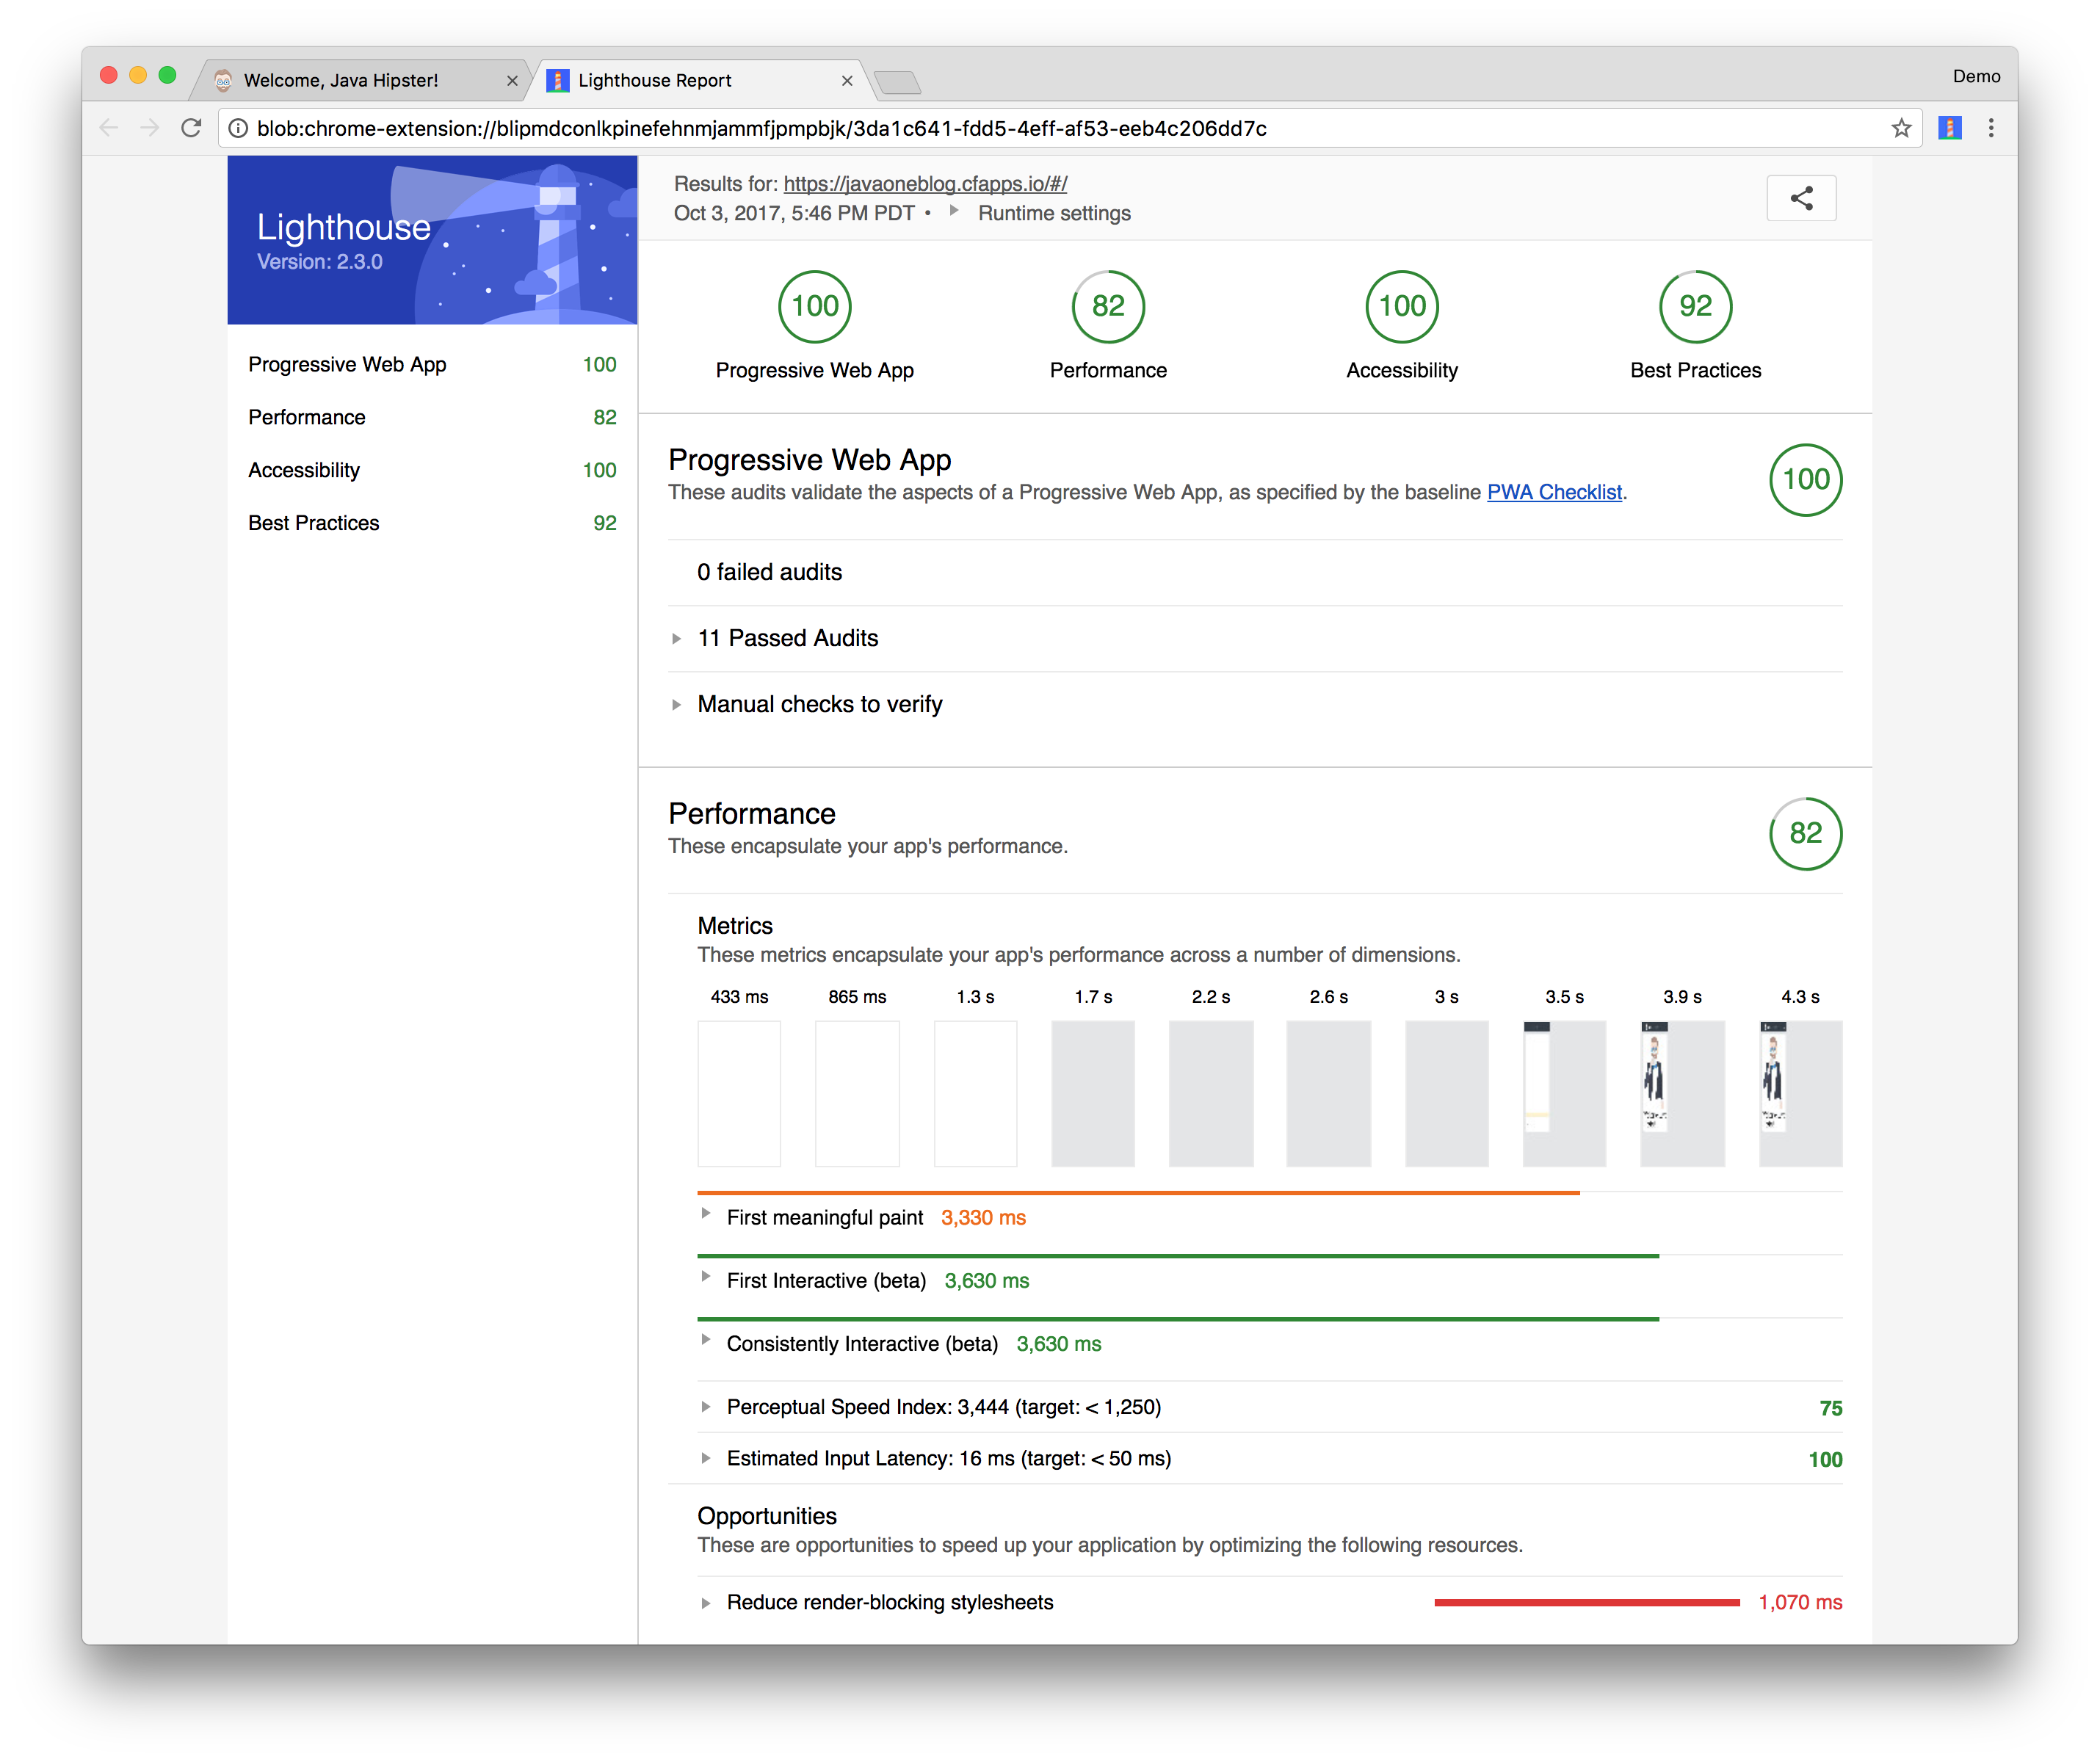 Welcome, Java Hipster!
Lighthouse Report
Demo
blob:chrome-extension://blipmdconlkpinefehnmjammfjpmpbjk/3da1c641-fdd5-4eff-af53-eeb4c206dd7c
Lighthouse
Version: 2.3.0
Progressive Web App 100
Performance 82
Accessibility 100
Best Practices 92
Results for: https://javaoneblog.cfapps.io/#/
Oct 3, 2017, 5:46 PM PDT • Runtime settings
100 82 100 92
Progressive Web App Performance Accessibility Best Practices
Progressive Web App
100
These audits validate the aspects of a Progressive Web App, as specified by the baseline PWA Checklist.
0 failed audits
11 Passed Audits
Manual checks to verify
Performance
82
These encapsulate your app's performance.
Metrics
These metrics encapsulate your app's performance across a number of dimensions.
433 ms 865 ms 1.3 s 1.7 s 2.2 s 2.6 s 3 s 3.5 s 3.9 s 4.3 s
First meaningful paint 3,330 ms
First Interactive (beta) 3,630 ms
Consistently Interactive (beta) 3,630 ms
Perceptual Speed Index: 3,444 (target: < 1,250) 75
Estimated Input Latency: 16 ms (target: < 50 ms) 100
Opportunities
These are opportunities to speed up your application by optimizing the following resources.
Reduce render-blocking stylesheets 1,070 ms